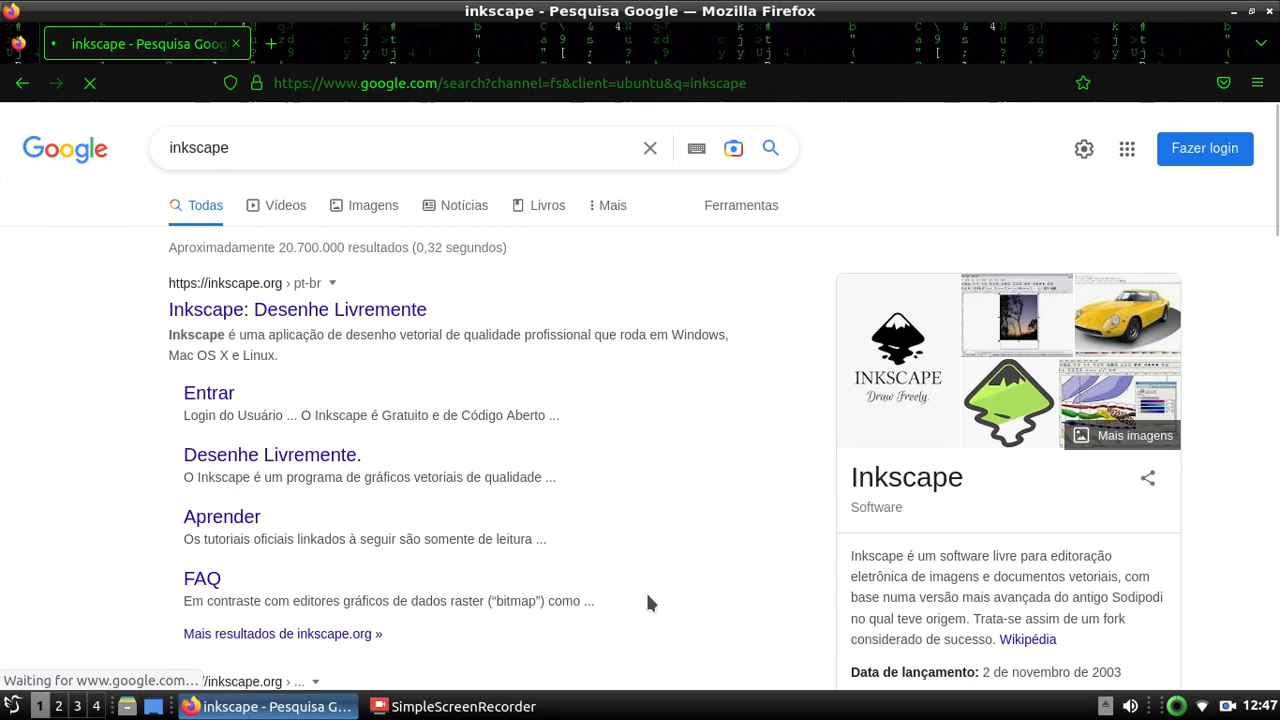 inkscape - Pesquisa Google — Mozilla Firefox
inkscape - Pesquisa Goog
https://www.google.com/search?channel=fs&client=ubuntu&q=inkscape
Google
inkscape
Fazer login
Todas
Vídeos
Imagens
Notícias
Livros
Mais
Ferramentas
Aproximadamente 20.700.000 resultados (0,32 segundos)
https://inkscape.org › pt-br
Inkscape: Desenhe Livremente
Inkscape é uma aplicação de desenho vetorial de qualidade profissional que roda em Windows,
Mac OS X e Linux.
Entrar
Login do Usuário ... O Inkscape é Gratuito e de Código Aberto ...
Desenhe Livremente.
O Inkscape é um programa de gráficos vetoriais de qualidade ...
Aprender
Os tutoriais oficiais linkados à seguir são somente de leitura ...
FAQ
Em contraste com editores gráficos de dados raster (“bitmap”) como ...
Mais resultados de inkscape.org »
/inkscape.org › ...
INKSCAPE
Draw Freely.
Mais imagens
Inkscape
Software
Inkscape é um software livre para editoração
eletrônica de imagens e documentos vetoriais, com
base numa versão mais avançada do antigo Sodipodi
no qual teve origem. Trata-se assim de um fork
considerado de sucesso. Wikipédia
Data de lançamento: 2 de novembro de 2003
Waiting for www.google.com…
1 2 3 4
inkscape - Pesquisa G…
SimpleScreenRecorder
12:47